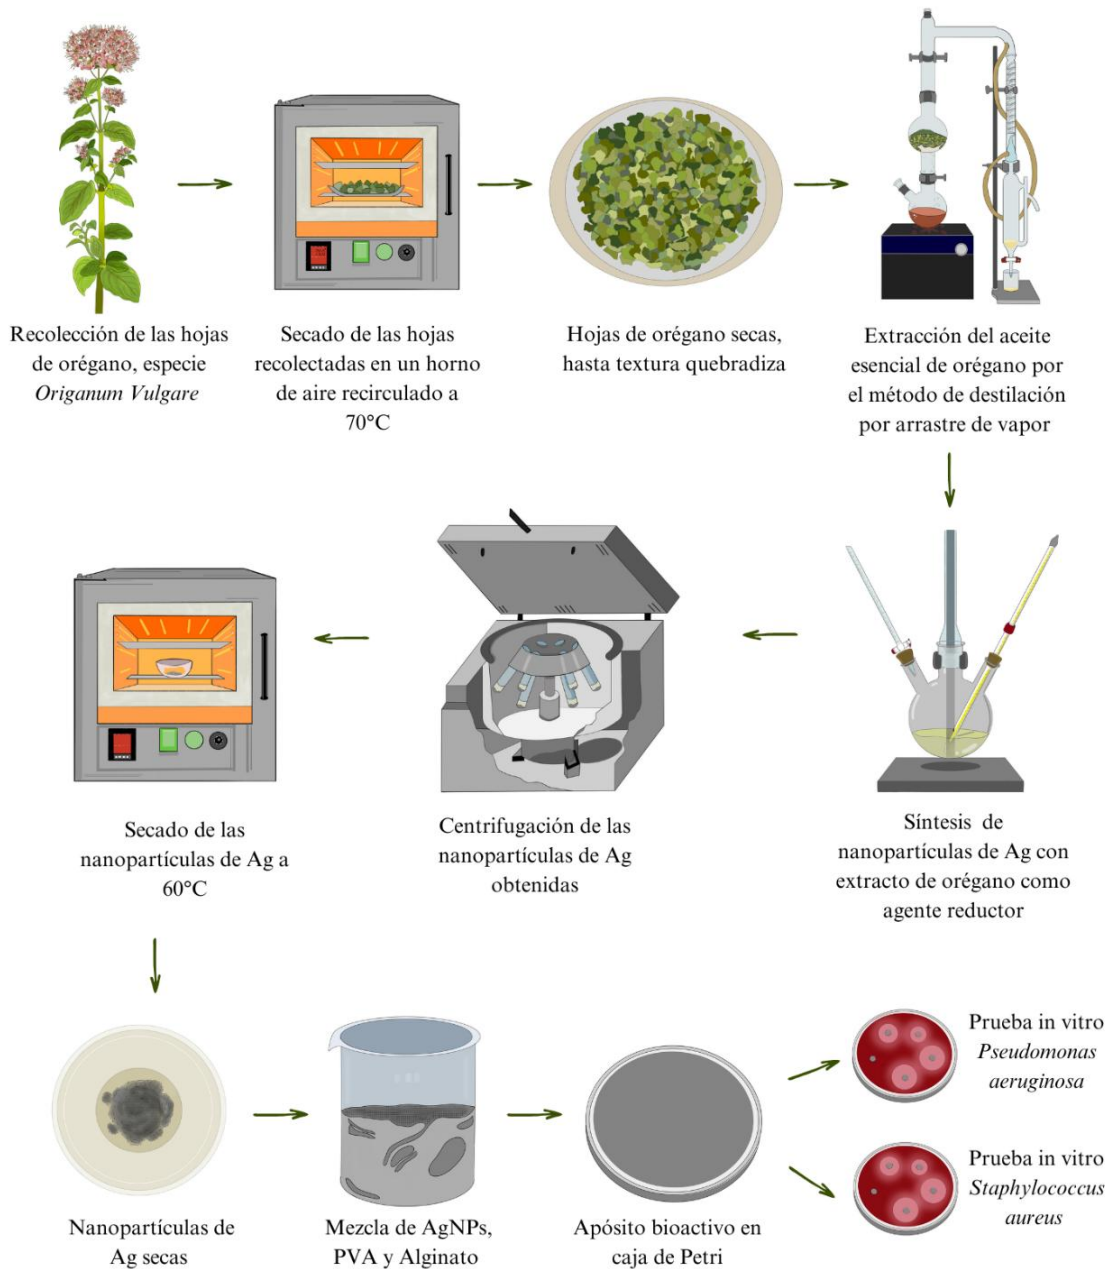 Recolección de las hojas
de orégano, especie
Origanum Vulgare
Secado de las hojas
recolectadas en un horno
de aire recirculado a
70°C
Hojas de orégano secas,
hasta textura quebradiza
Extracción del aceite
esencial de orégano por
el método de destilación
por arrastre de vapor
Síntesis de
nanopartículas de Ag con
extracto de orégano como
agente reductor
Centrifugación de las
nanopartículas de Ag
obtenidas
Secado de las
nanopartículas de Ag a
60°C
Nanopartículas de
Ag secas
Mezcla de AgNPs,
PVA y Alginato
Apósito bioactivo en
caja de Petri
Prueba in vitro
Pseudomonas
aeruginosa
Prueba in vitro
Staphylococcus
aureus